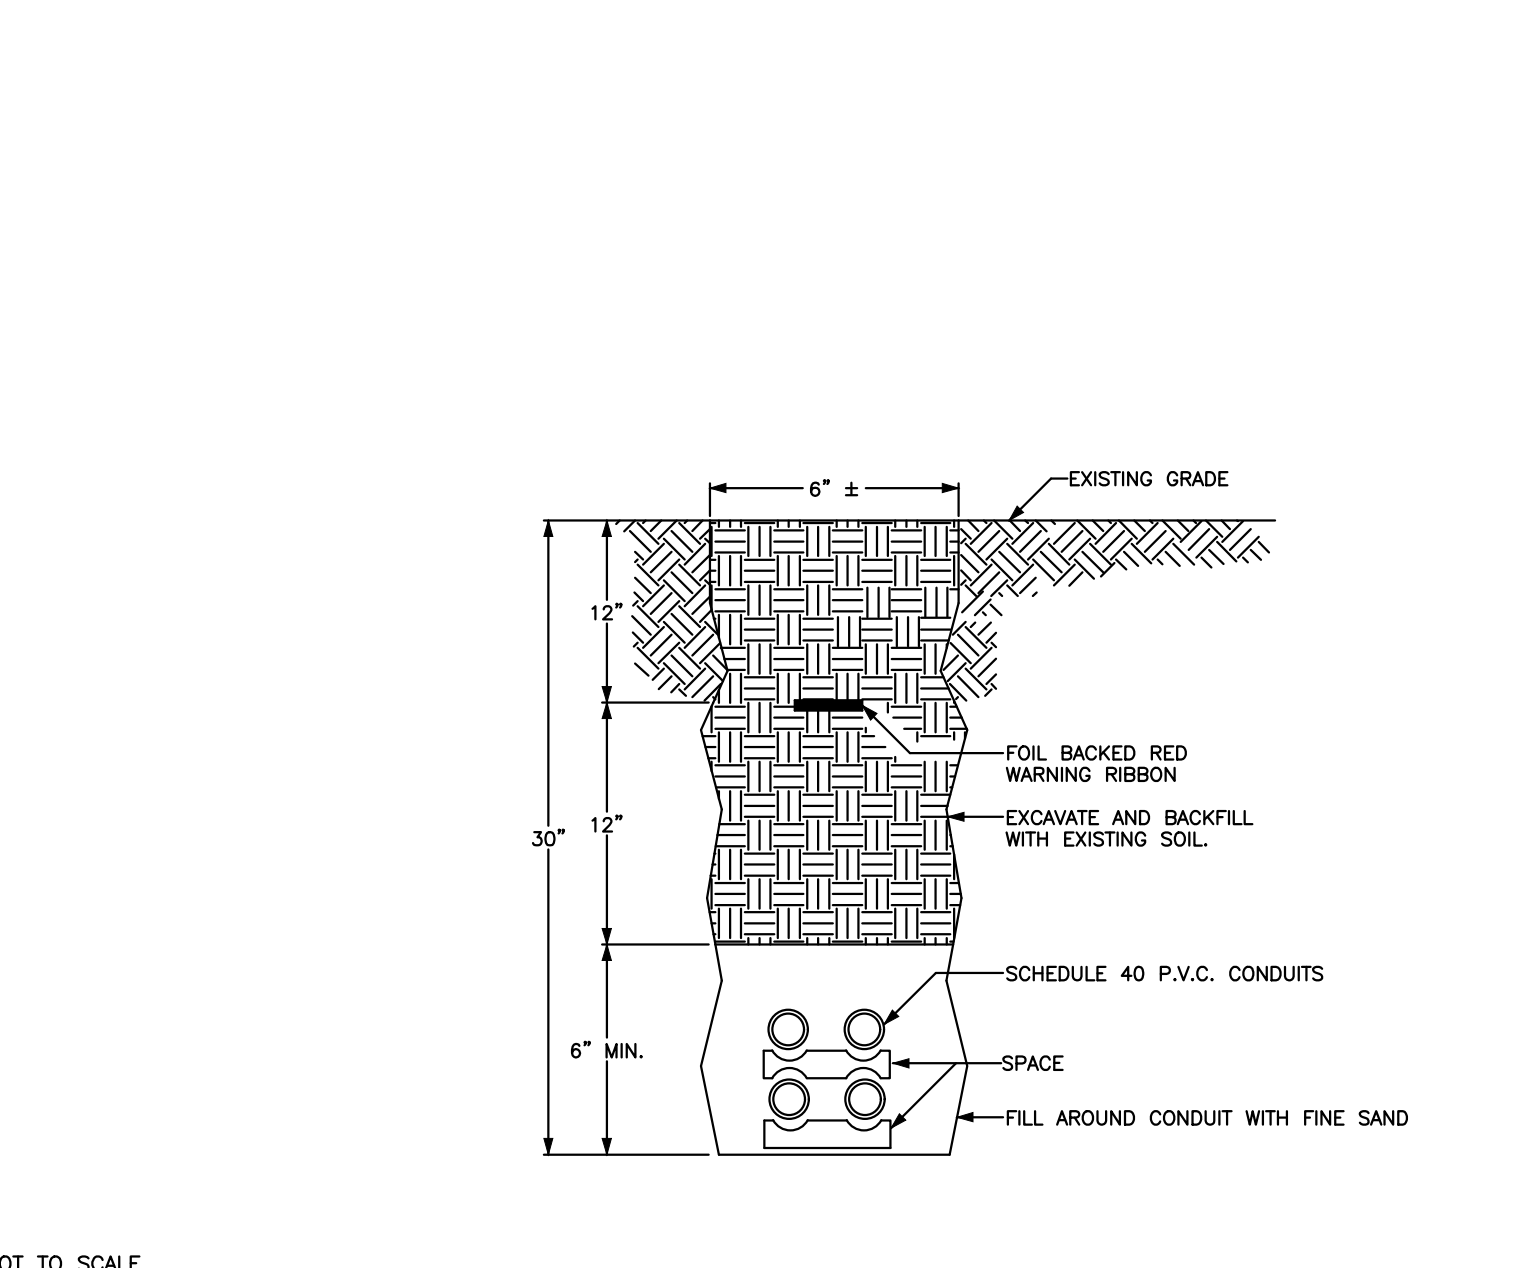 6” ±
EXISTING GRADE
12”
FOIL BACKED RED
WARNING RIBBON
12”
EXCAVATE AND BACKFILL
WITH EXISTING SOIL.
30”
SCHEDULE 40 P.V.C. CONDUITS
6” MIN.
SPACE
FILL AROUND CONDUIT WITH FINE SAND
OT TO SCALE